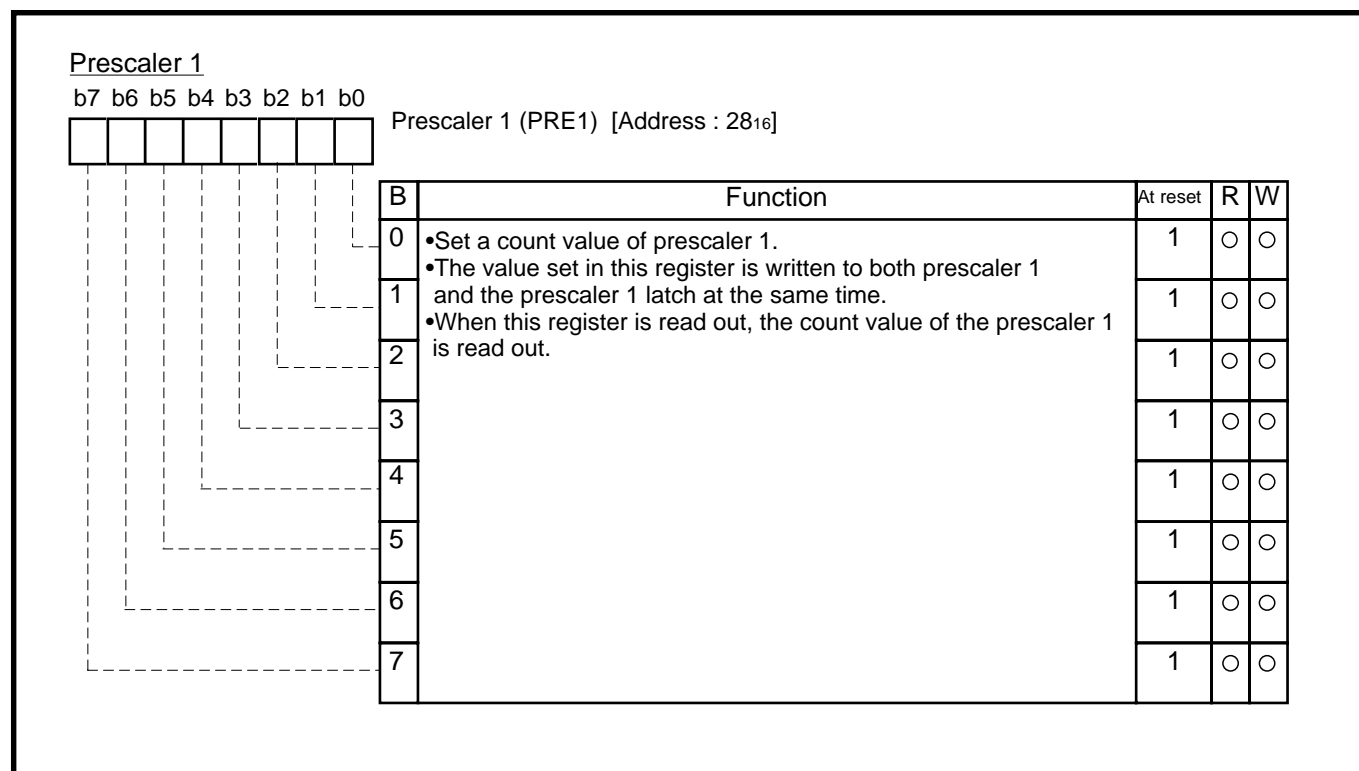 Prescaler 1
b7 b6 b5 b4 b3 b2 b1 b0
Prescaler 1 (PRE1) [Address : 28₁₆]
B Function At reset R W
0 •Set a count value of prescaler 1. 1 ○ ○
•The value set in this register is written to both prescaler 1
1 and the prescaler 1 latch at the same time. 1 ○ ○
•When this register is read out, the count value of the prescaler 1
2 is read out. 1 ○ ○
3 1 ○ ○
4 1 ○ ○
5 1 ○ ○
6 1 ○ ○
7 1 ○ ○